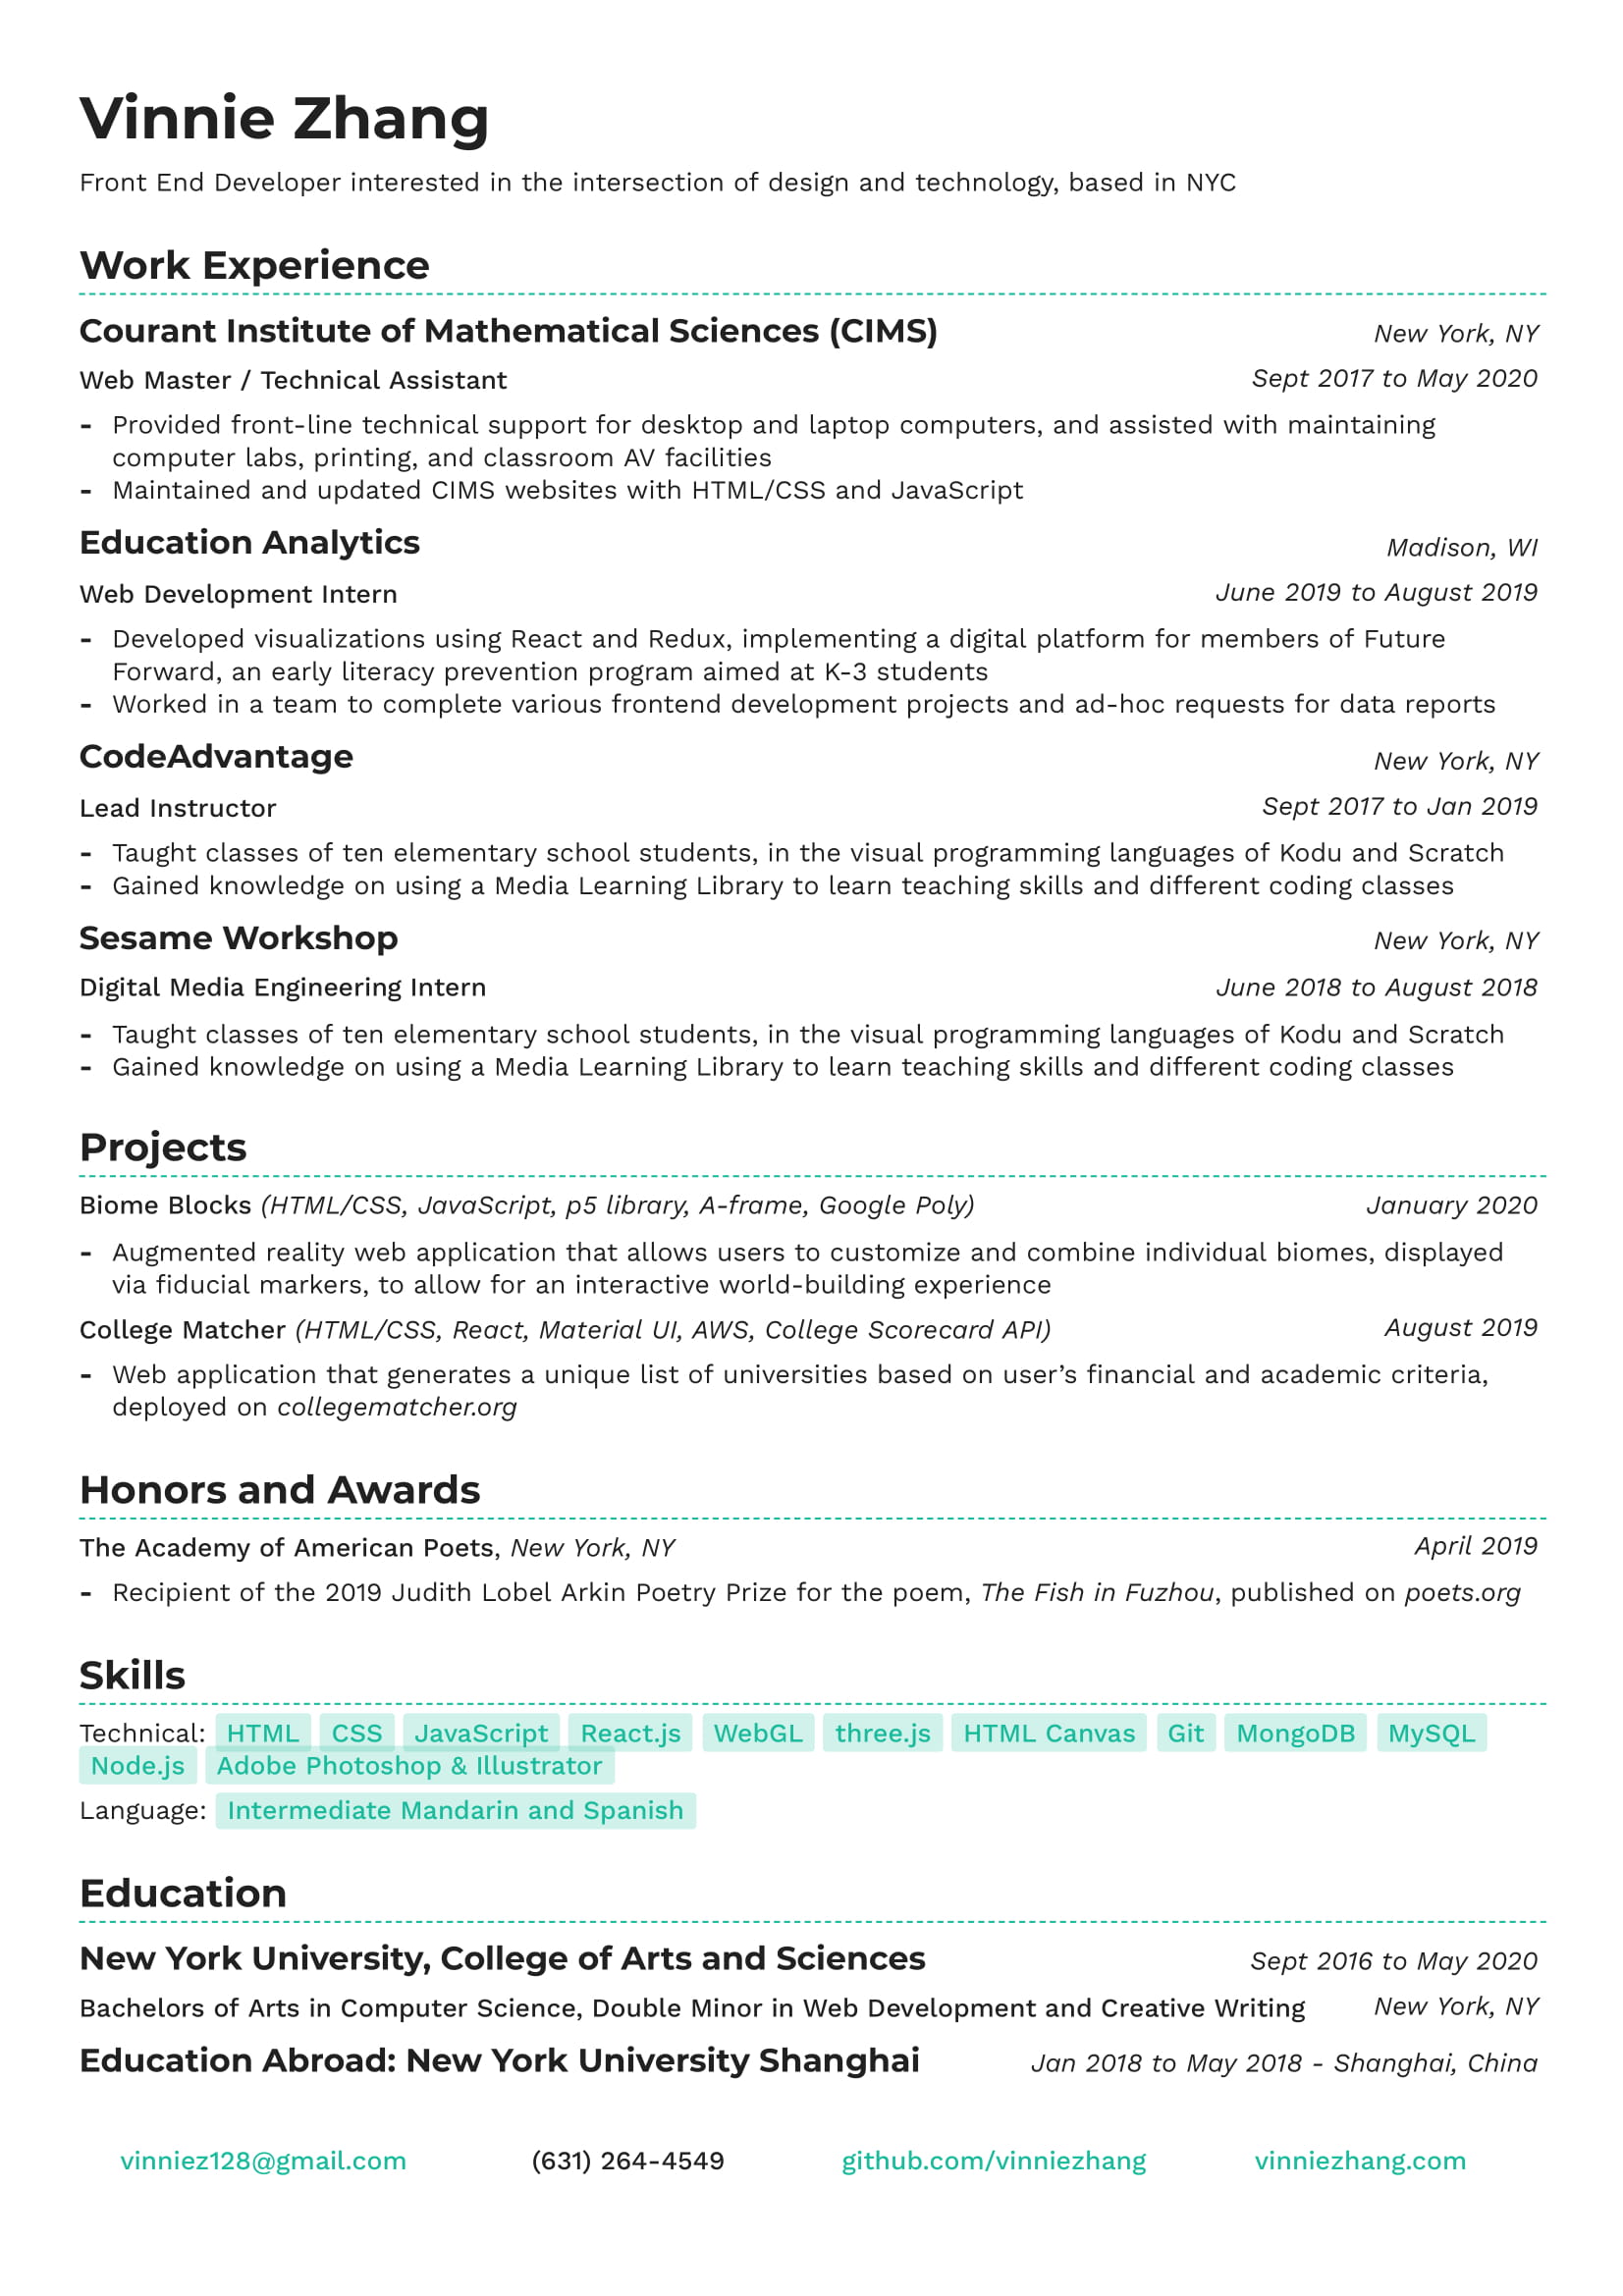 Vinnie Zhang
Front End Developer interested in the intersection of design and technology, based in NYC
Work Experience
Courant Institute of Mathematical Sciences (CIMS) New York, NY
Web Master / Technical Assistant Sept 2017 to May 2020
- Provided front-line technical support for desktop and laptop computers, and assisted with maintaining
computer labs, printing, and classroom AV facilities
- Maintained and updated CIMS websites with HTML/CSS and JavaScript
Education Analytics Madison, WI
Web Development Intern June 2019 to August 2019
- Developed visualizations using React and Redux, implementing a digital platform for members of Future
Forward, an early literacy prevention program aimed at K-3 students
- Worked in a team to complete various frontend development projects and ad-hoc requests for data reports
CodeAdvantage New York, NY
Lead Instructor Sept 2017 to Jan 2019
- Taught classes of ten elementary school students, in the visual programming languages of Kodu and Scratch
- Gained knowledge on using a Media Learning Library to learn teaching skills and different coding classes
Sesame Workshop New York, NY
Digital Media Engineering Intern June 2018 to August 2018
- Taught classes of ten elementary school students, in the visual programming languages of Kodu and Scratch
- Gained knowledge on using a Media Learning Library to learn teaching skills and different coding classes
Projects
Biome Blocks (HTML/CSS, JavaScript, p5 library, A-frame, Google Poly) January 2020
- Augmented reality web application that allows users to customize and combine individual biomes, displayed
via fiducial markers, to allow for an interactive world-building experience
College Matcher (HTML/CSS, React, Material UI, AWS, College Scorecard API) August 2019
- Web application that generates a unique list of universities based on user’s financial and academic criteria,
deployed on collegematcher.org
Honors and Awards
The Academy of American Poets, New York, NY April 2019
- Recipient of the 2019 Judith Lobel Arkin Poetry Prize for the poem, The Fish in Fuzhou, published on poets.org
Skills
Technical: HTML CSS JavaScript React.js WebGL three.js HTML Canvas Git MongoDB MySQL
Node.js Adobe Photoshop & Illustrator
Language: Intermediate Mandarin and Spanish
Education
New York University, College of Arts and Sciences Sept 2016 to May 2020
Bachelors of Arts in Computer Science, Double Minor in Web Development and Creative Writing New York, NY
Education Abroad: New York University Shanghai Jan 2018 to May 2018 - Shanghai, China
vinniez128@gmail.com (631) 264-4549 github.com/vinniezhang vinniezhang.com